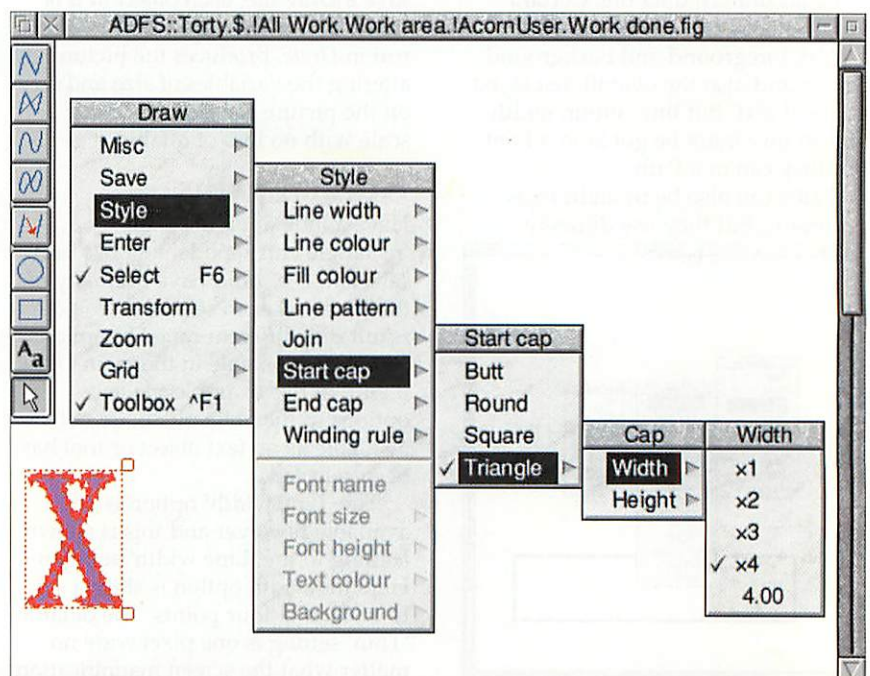 ADFS::Torty.$.!All Work.Work area.!AcornUser.Work done.fig
Draw
Misc
Save
Style
Enter
✓ Select F6
Transform
Zoom
Grid
✓ Toolbox ^F1
Aa
Style
Line width
Line colour
Fill colour
Line pattern
Join
Start cap
End cap
Winding rule
Font name
Font size
Font height
Text colour
Background
Start cap
Butt
Round
Square
✓ Triangle
Cap
Width
Height
Width
×1
×2
×3
✓ ×4
4.00
X